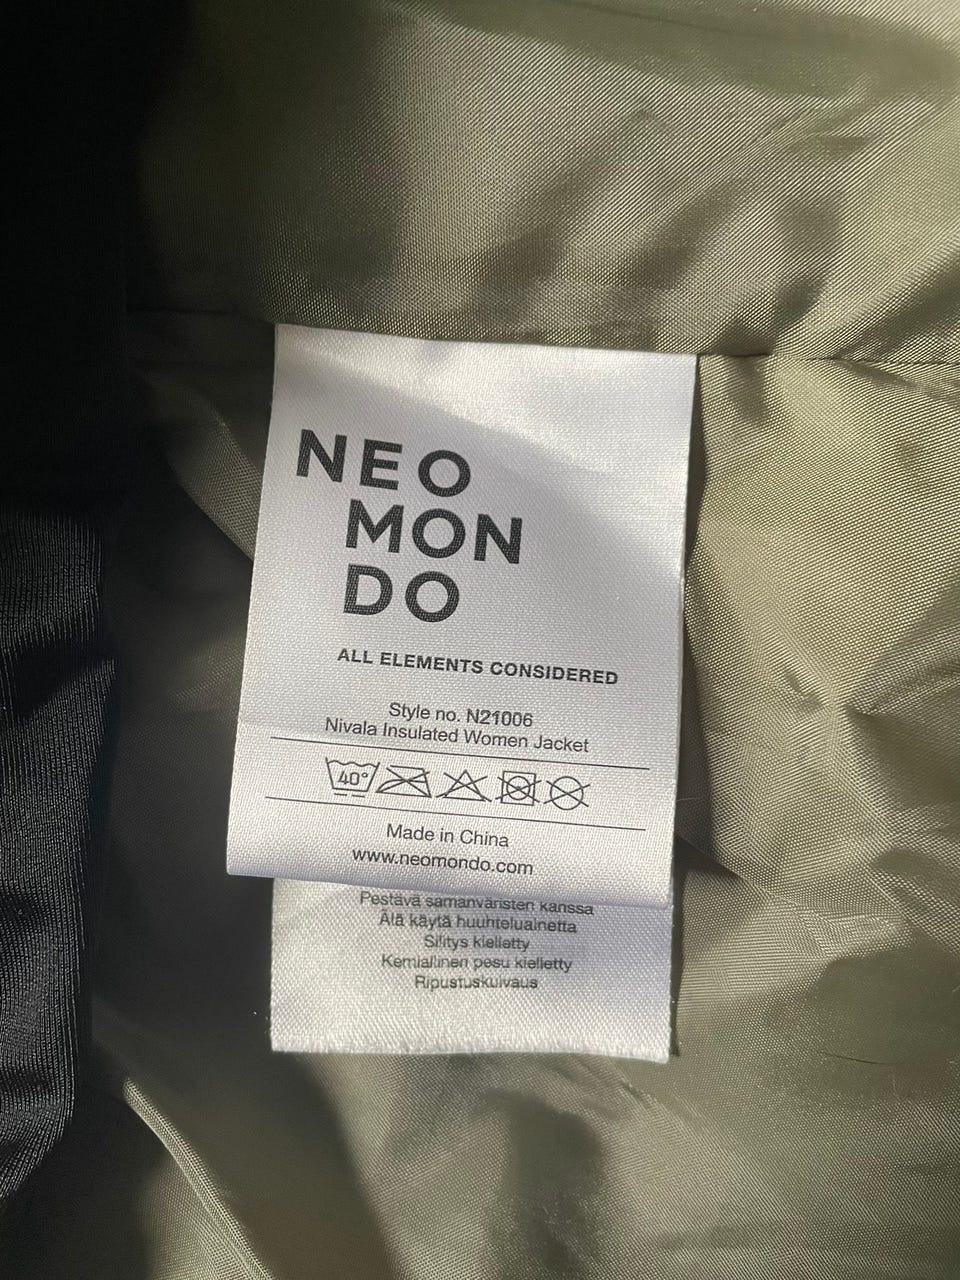 NEO
MON
DO
ALL ELEMENTS CONSIDERED
Style no. N21006
Nivala Insulated Women Jacket
40°
Made in China
www.neomondo.com
Pestävä samanväristen kanssa
Älä käytä huuhteluainetta
Silitys kielletty
Kemiallinen pesu kielletty
Ripustuskuivaus